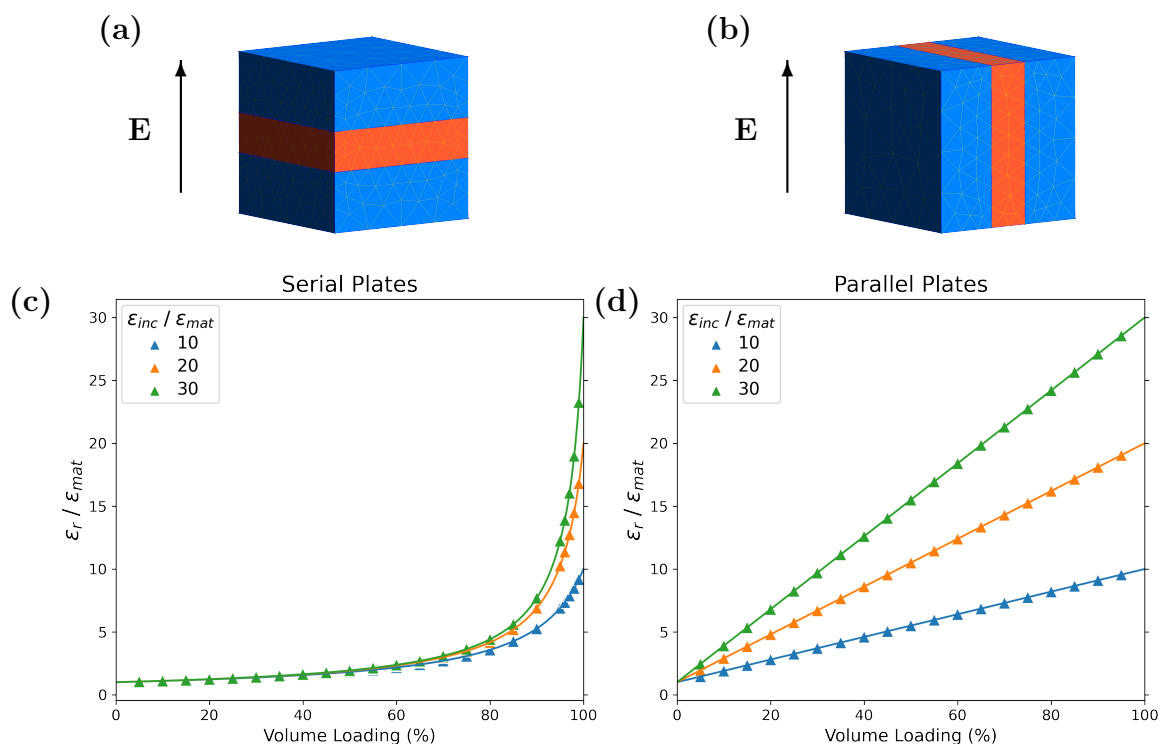 (a)
E
(b)
E
(c)
Serial Plates
ε_r / ε_mat
30
25
20
15
10
5
0
ε_inc / ε_mat
10
20
30
0 20 40 60 80 100
Volume Loading (%)
(d)
Parallel Plates
30
25
20
15
10
5
0
ε_inc / ε_mat
10
20
30
0 20 40 60 80 100
Volume Loading (%)